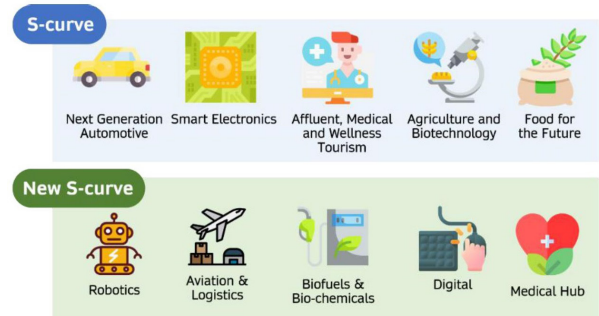 S-curve
Next Generation
Automotive
Smart Electronics
Affluent, Medical
and Wellness
Tourism
Agriculture and
Biotechnology
Food for
the Future
New S-curve
Robotics
Aviation &
Logistics
Biofuels &
Bio-chemicals
Digital
Medical Hub